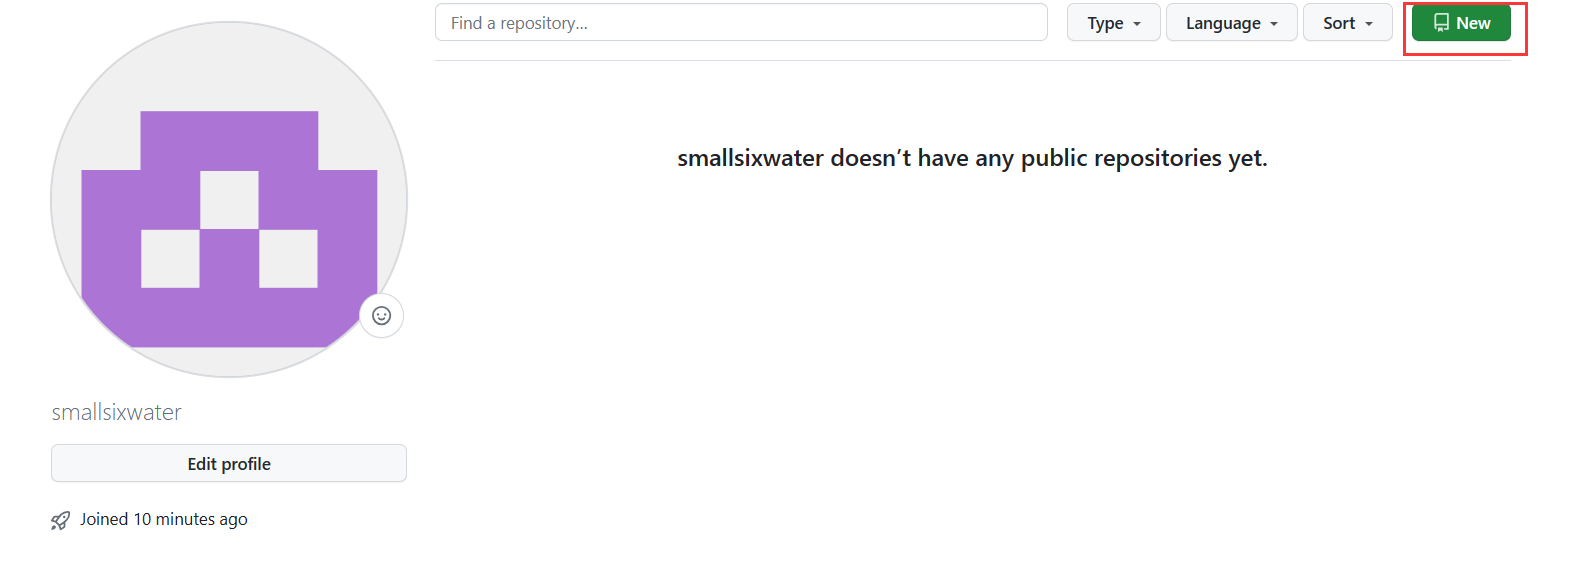 Find a repository...
Type
Language
Sort
New
smallsixwater doesn’t have any public repositories yet.
smallsixwater
Edit profile
Joined 10 minutes ago